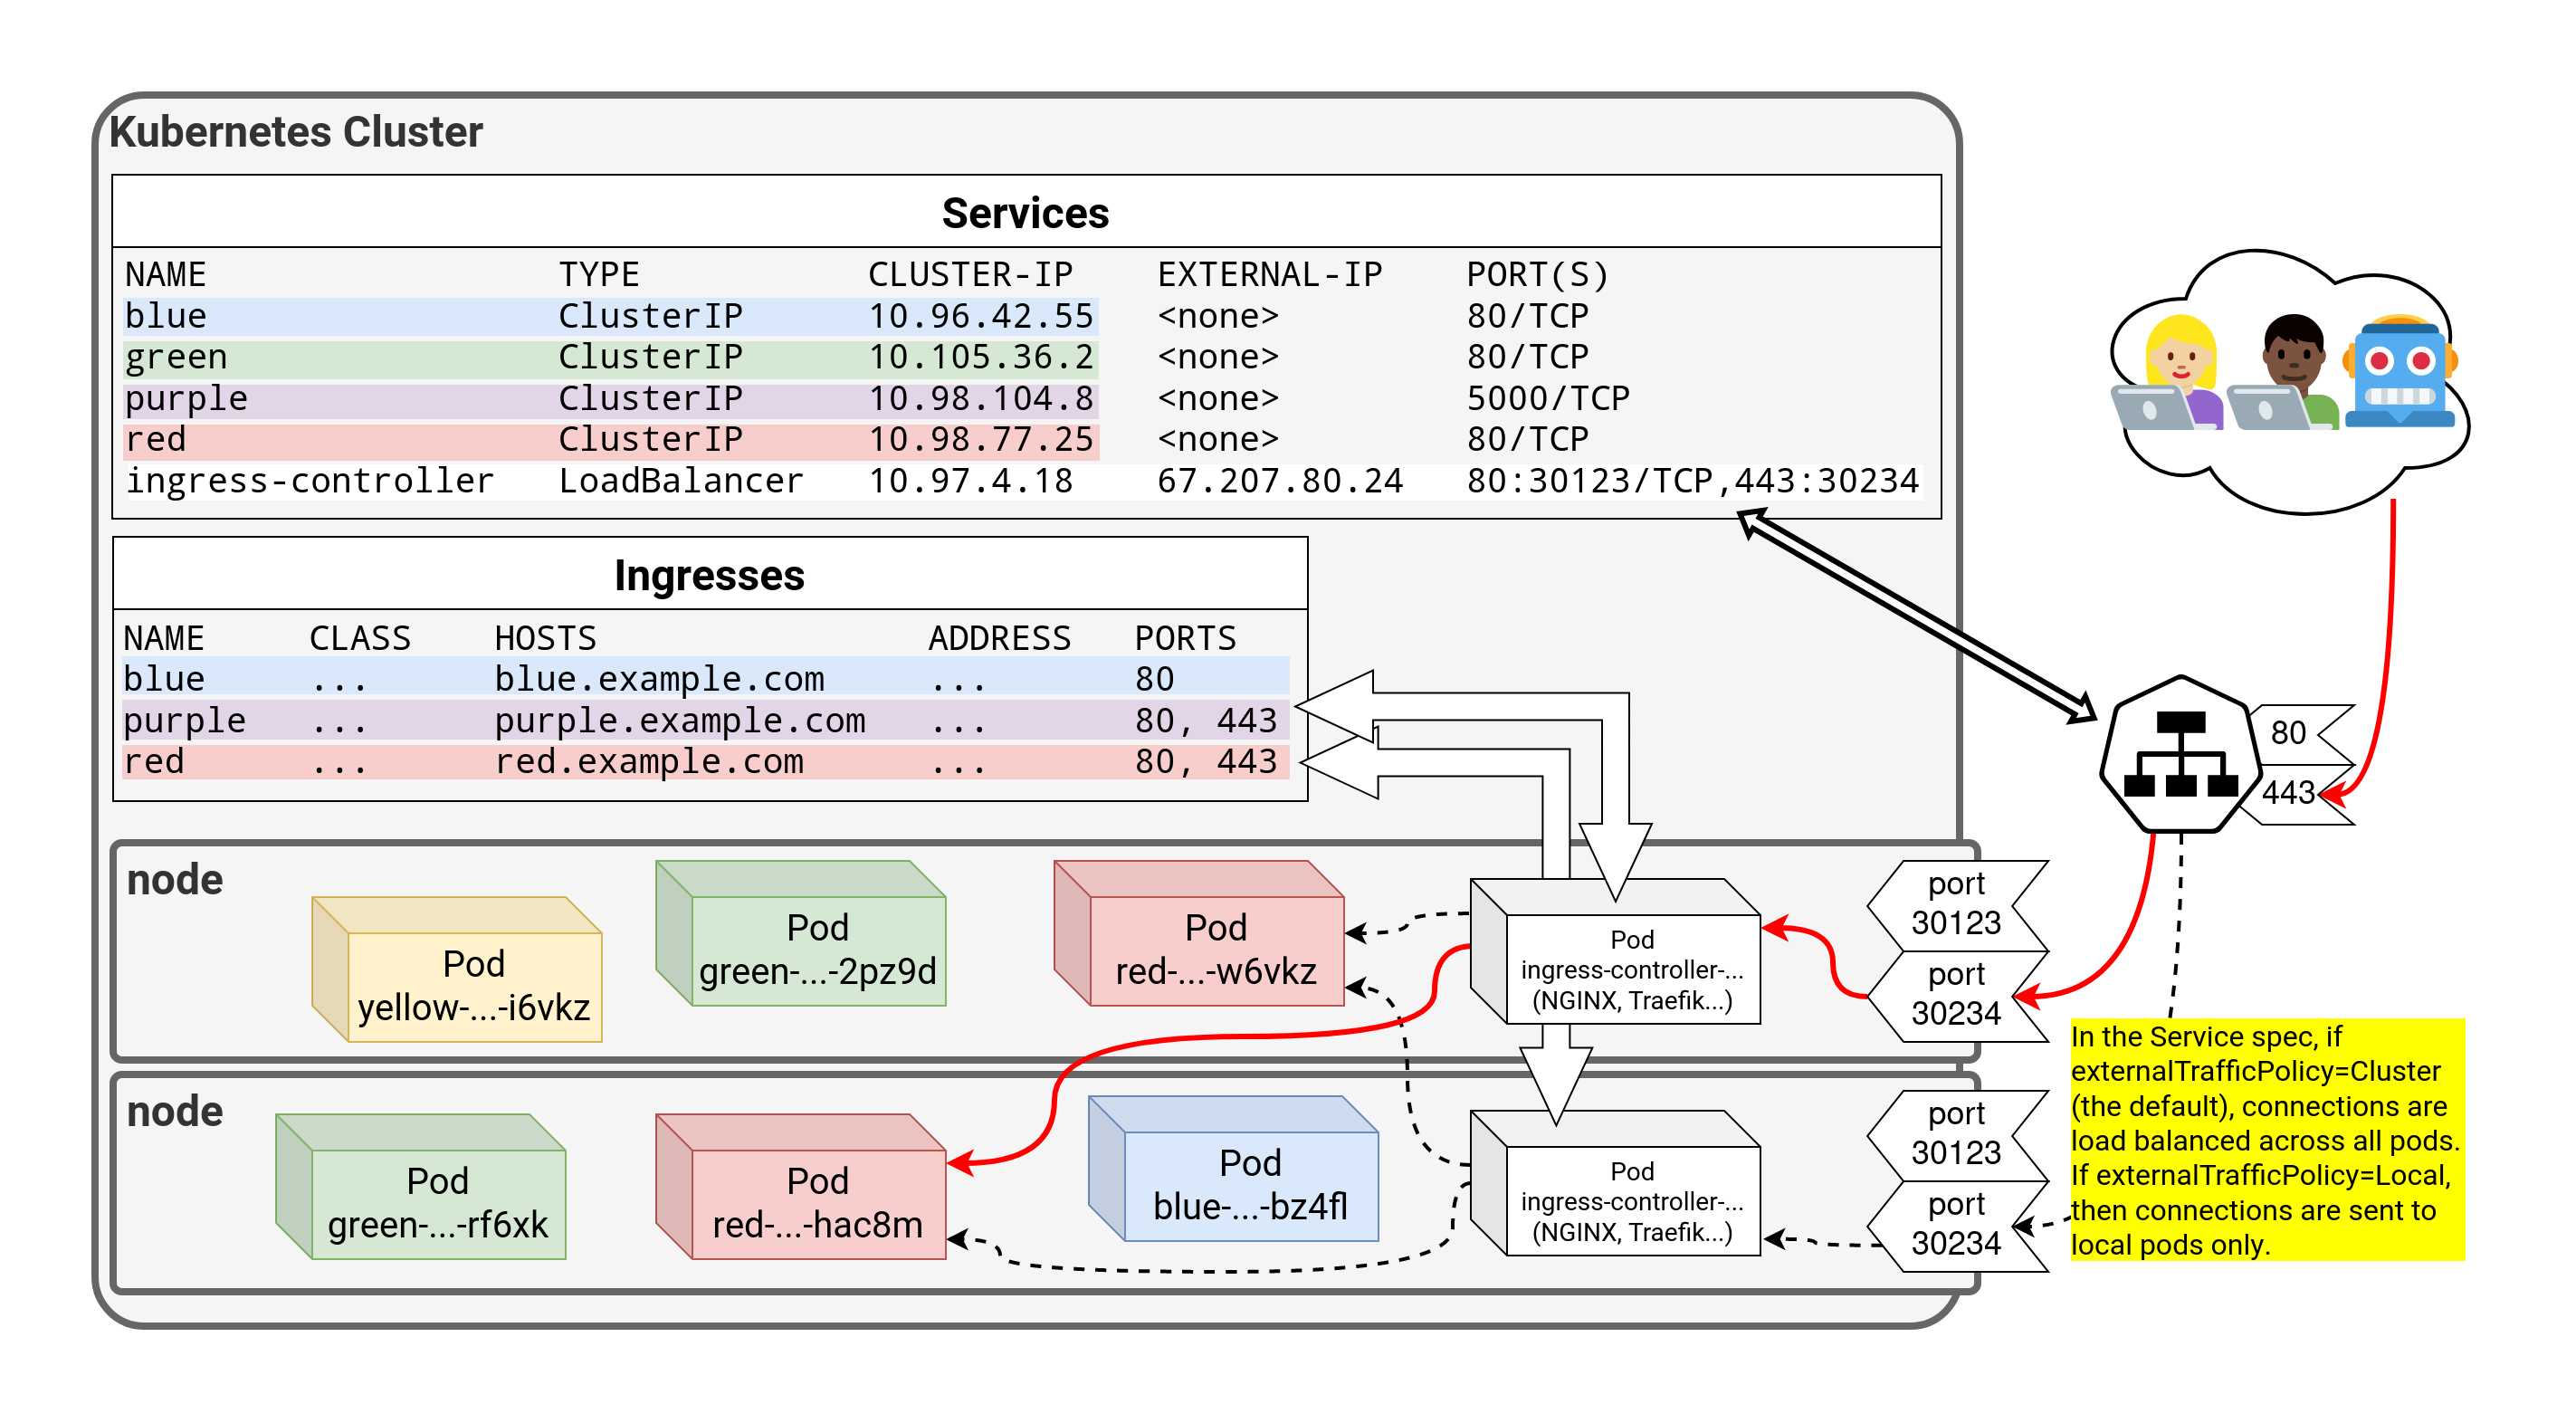 Kubernetes Cluster
Services
NAME TYPE CLUSTER-IP EXTERNAL-IP PORT(S)
blue ClusterIP 10.96.42.55 <none> 80/TCP
green ClusterIP 10.105.36.2 <none> 80/TCP
purple ClusterIP 10.98.104.8 <none> 5000/TCP
red ClusterIP 10.98.77.25 <none> 80/TCP
ingress-controller LoadBalancer 10.97.4.18 67.207.80.24 80:30123/TCP,443:30234
Ingresses
NAME CLASS HOSTS ADDRESS PORTS
blue ... blue.example.com ... 80
purple ... purple.example.com ... 80, 443
red ... red.example.com ... 80, 443
80
443
node
Pod
yellow-...-i6vkz
Pod
green-...-2pz9d
Pod
red-...-w6vkz
Pod
ingress-controller-...
(NGINX, Traefik...)
port
30123
port
30234
node
Pod
green-...-rf6xk
Pod
red-...-hac8m
Pod
blue-...-bz4fl
Pod
ingress-controller-...
(NGINX, Traefik...)
port
30123
port
30234
In the Service spec, if
externalTrafficPolicy=Cluster
(the default), connections are
load balanced across all pods.
If externalTrafficPolicy=Local,
then connections are sent to
local pods only.